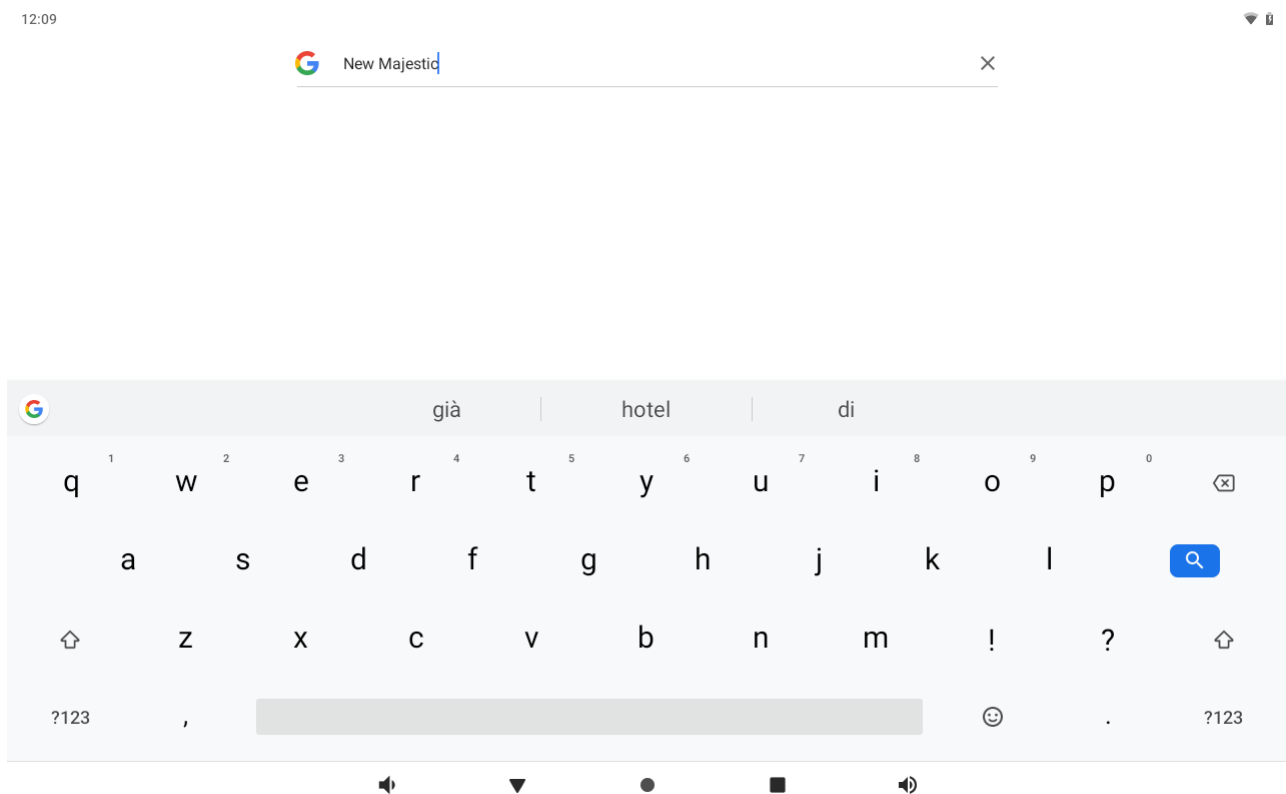 12:09
New Majestic
già hotel di
1 2 3 4 5 6 7 8 9 0
q w e r t y u i o p
a s d f g h j k l
z x c v b n m ! ?
?123 , . ?123